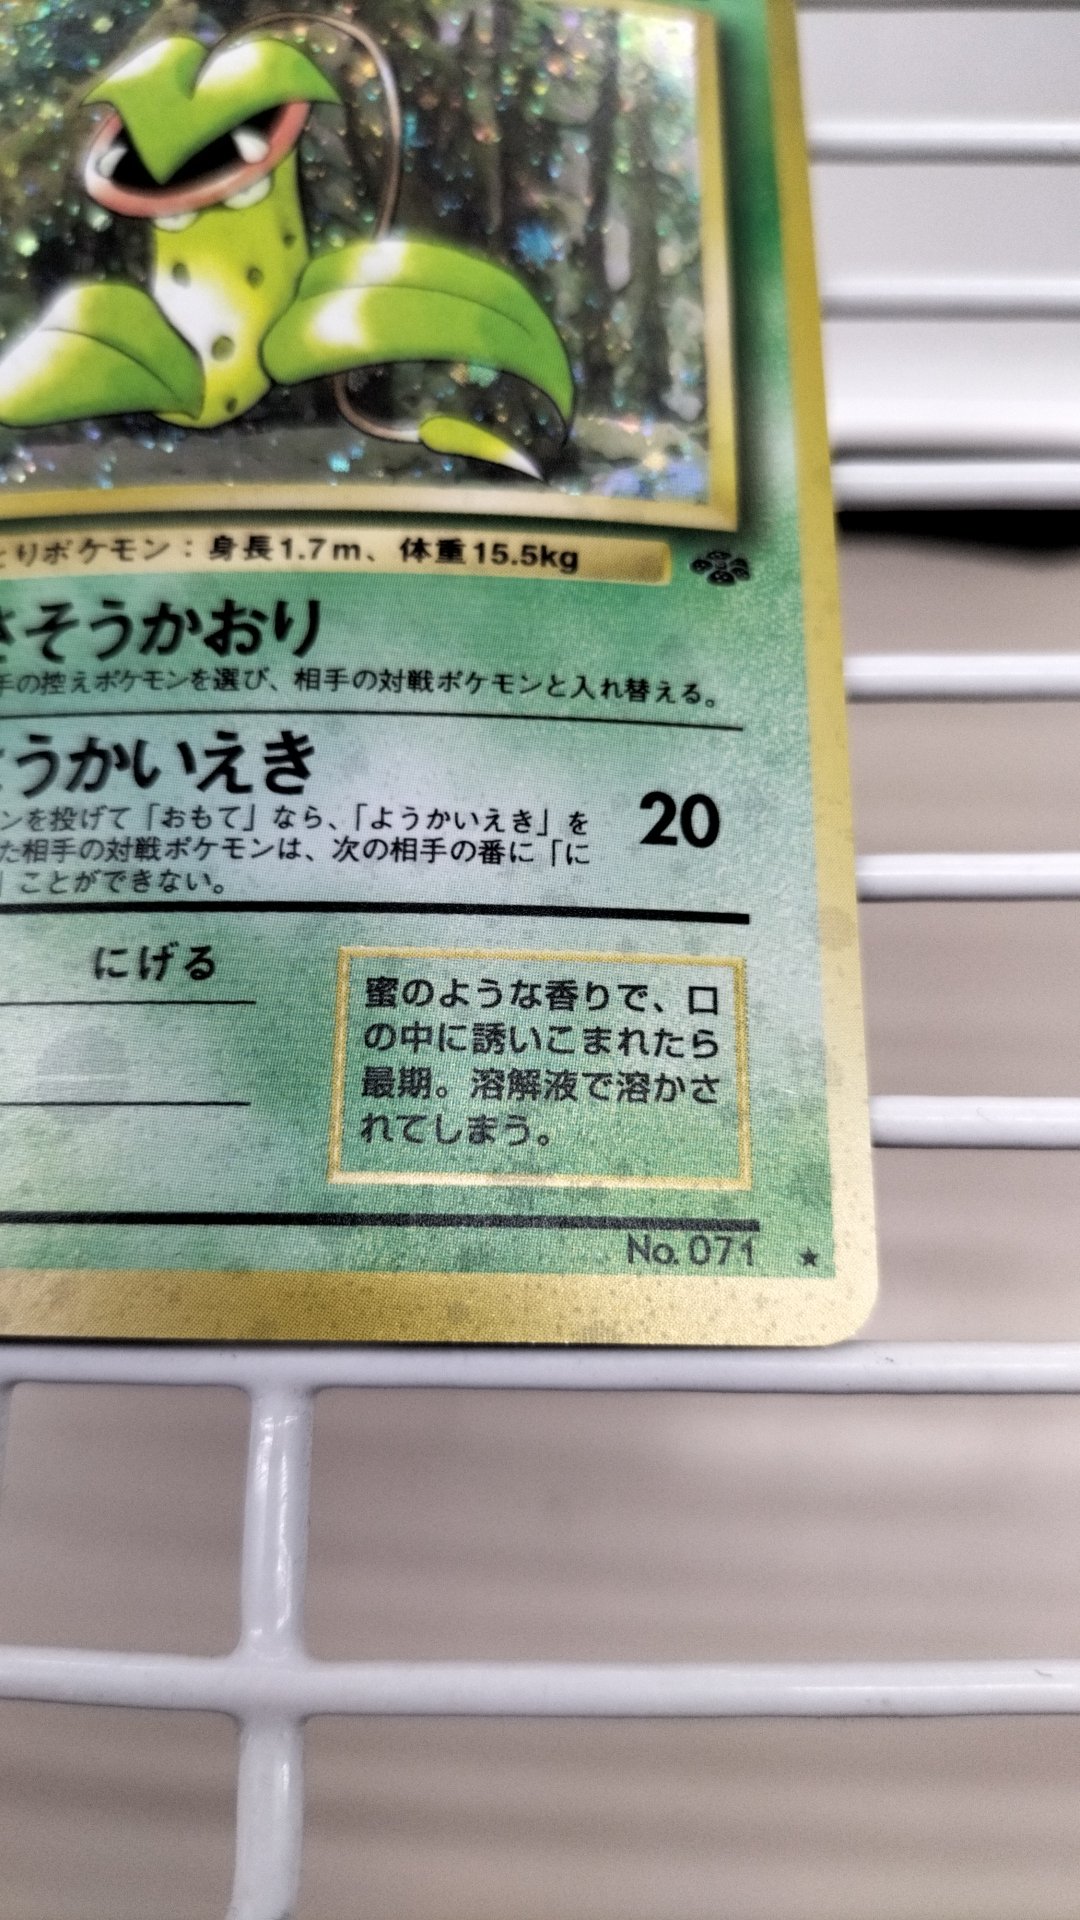 とりポケモン：身長1.7m、体重15.5kg
さそうかおり
手の控えポケモンを選び、相手の対戦ポケモンと入れ替える。
ようかいえき
ンを投げて「おもて」なら、「ようかいえき」を
た相手の対戦ポケモンは、次の相手の番に「に
」ことができない。
20
にげる
蜜のような香りで、口
の中に誘いこまれたら
最期。溶解液で溶かさ
れてしまう。
No. 071 ★